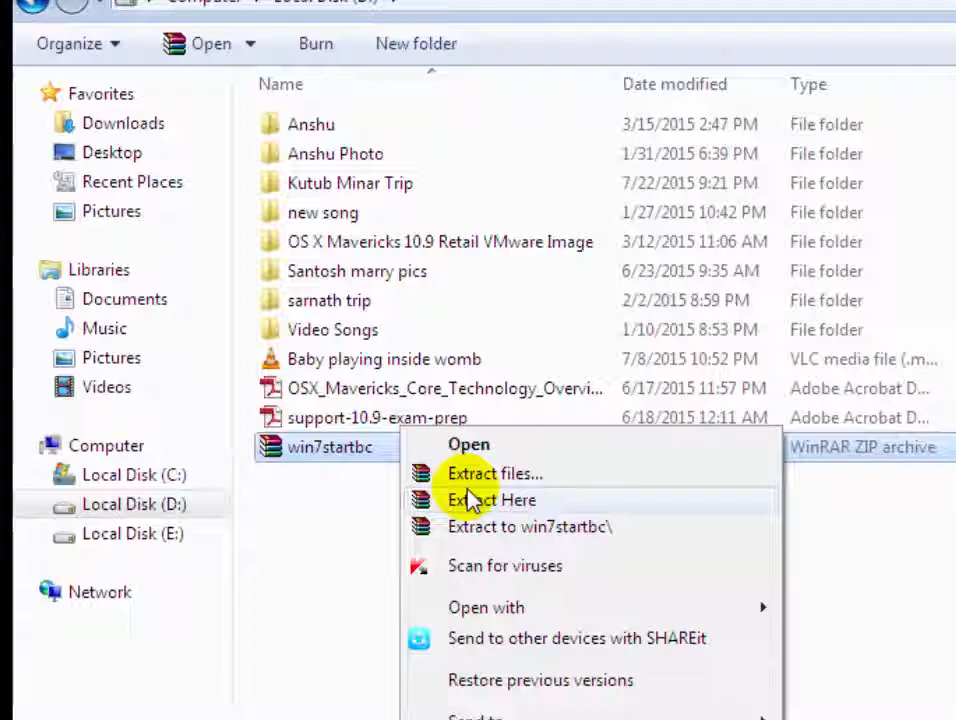 Computer Local Disk (D:)
Organize Open Burn New folder
Name Date modified Type
Favorites
Downloads
Desktop
Recent Places
Pictures
Libraries
Documents
Music
Pictures
Videos
Computer
Local Disk (C:)
Local Disk (D:)
Local Disk (E:)
Network
Anshu 3/15/2015 2:47 PM File folder
Anshu Photo 1/31/2015 6:39 PM File folder
Kutub Minar Trip 7/22/2015 9:21 PM File folder
new song 1/27/2015 10:42 PM File folder
OS X Mavericks 10.9 Retail VMware Image 3/12/2015 11:06 AM File folder
Santosh marry pics 6/23/2015 9:35 AM File folder
sarnath trip 2/2/2015 8:59 PM File folder
Video Songs 1/10/2015 8:53 PM File folder
Baby playing inside womb 7/8/2015 10:52 PM VLC media file (.m...
OSX_Mavericks_Core_Technology_Overvi... 6/17/2015 11:57 PM Adobe Acrobat D...
support-10.9-exam-prep 6/18/2015 12:11 AM Adobe Acrobat D...
win7startbc WinRAR ZIP archive
Open
Extract files...
Extract Here
Extract to win7startbc\
Scan for viruses
Open with
Send to other devices with SHAREit
Restore previous versions
Send to